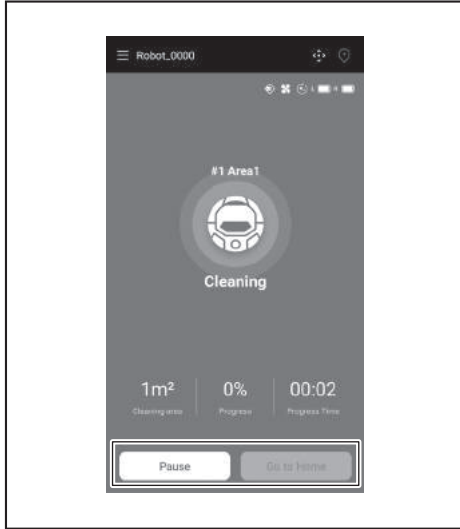 Robot_0000
#1 Area1
Cleaning
1m² 0% 00:02
Cleaning area Progress Progress Time
Pause Go to Home